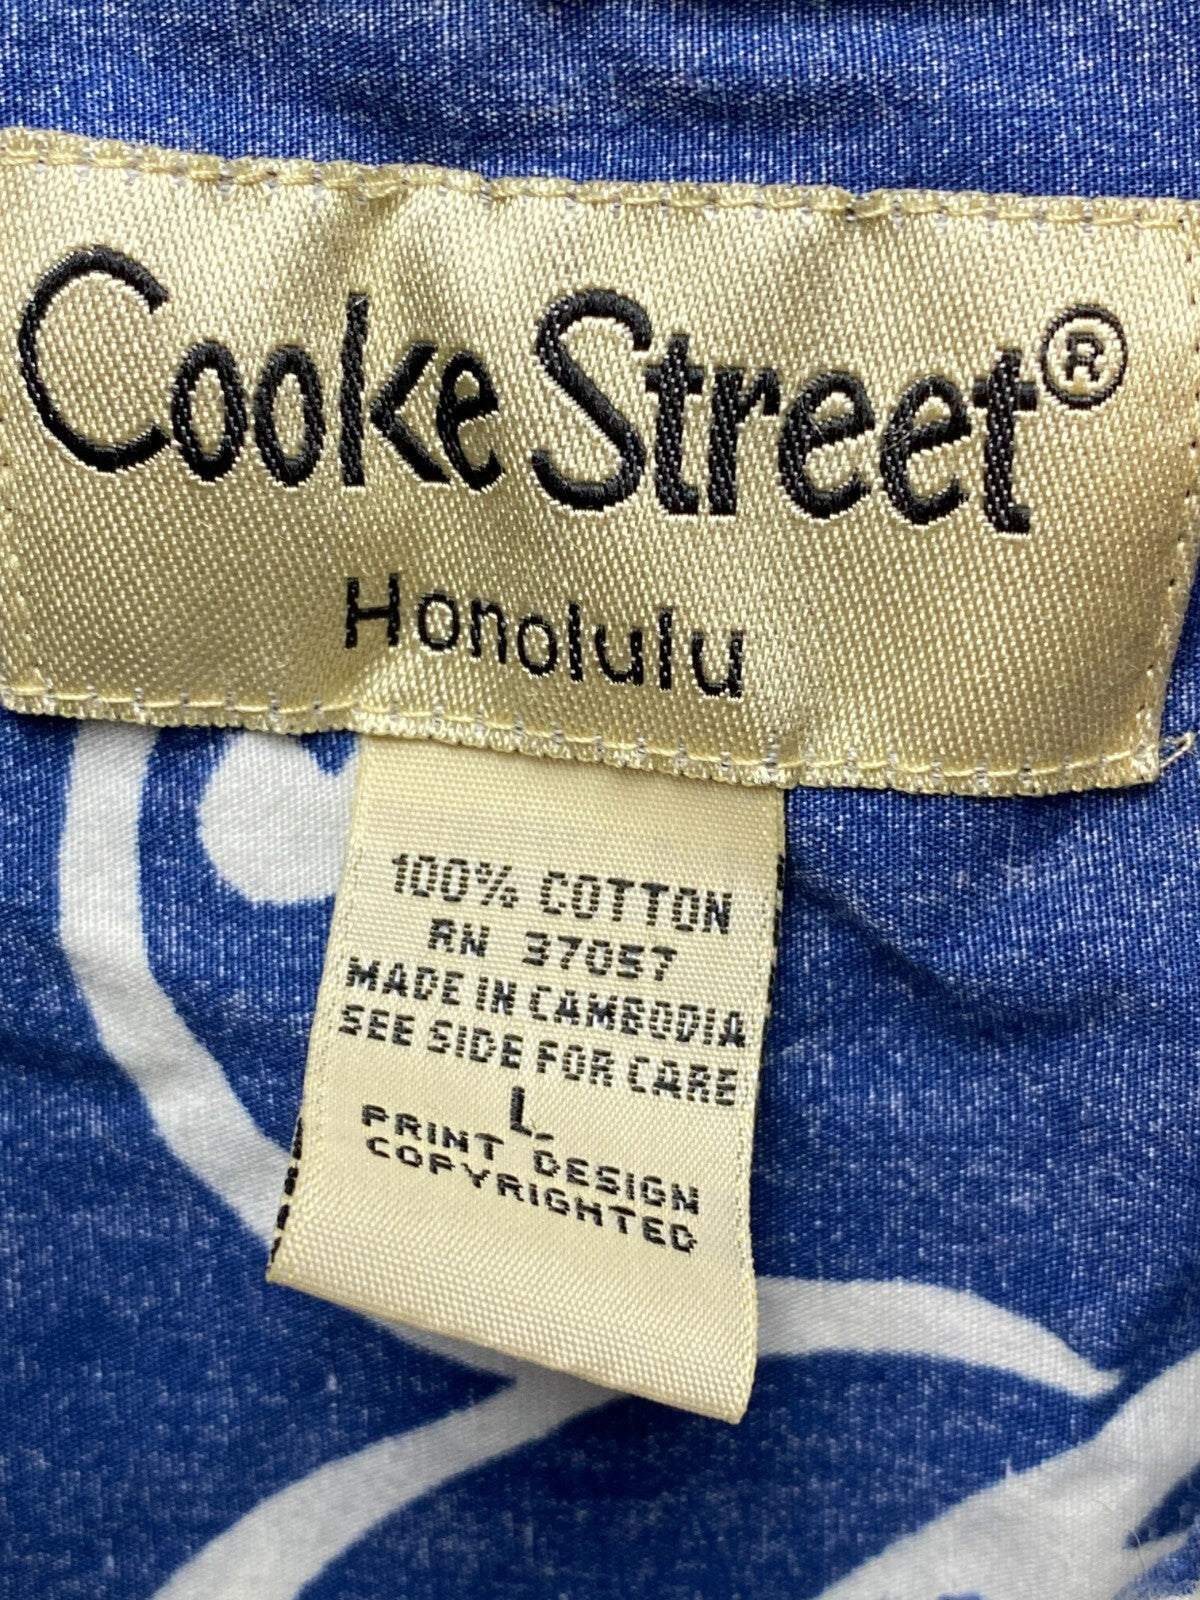 Cooke Street®
Honolulu
100% COTTON
RN 37057
MADE IN CAMBODIA
SEE SIDE FOR CARE
L
PRINT DESIGN
COPYRIGHTED